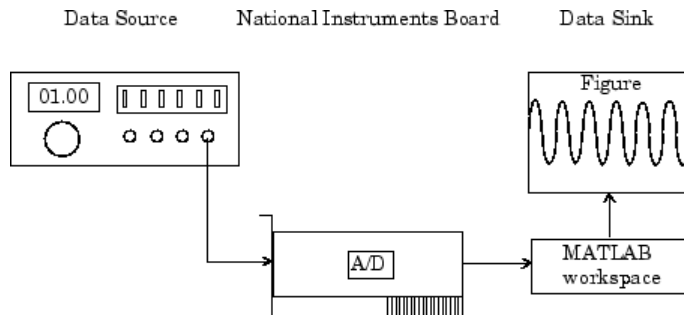 Data Source
National Instruments Board
Data Sink
01.00
Figure
A/D
MATLAB
workspace